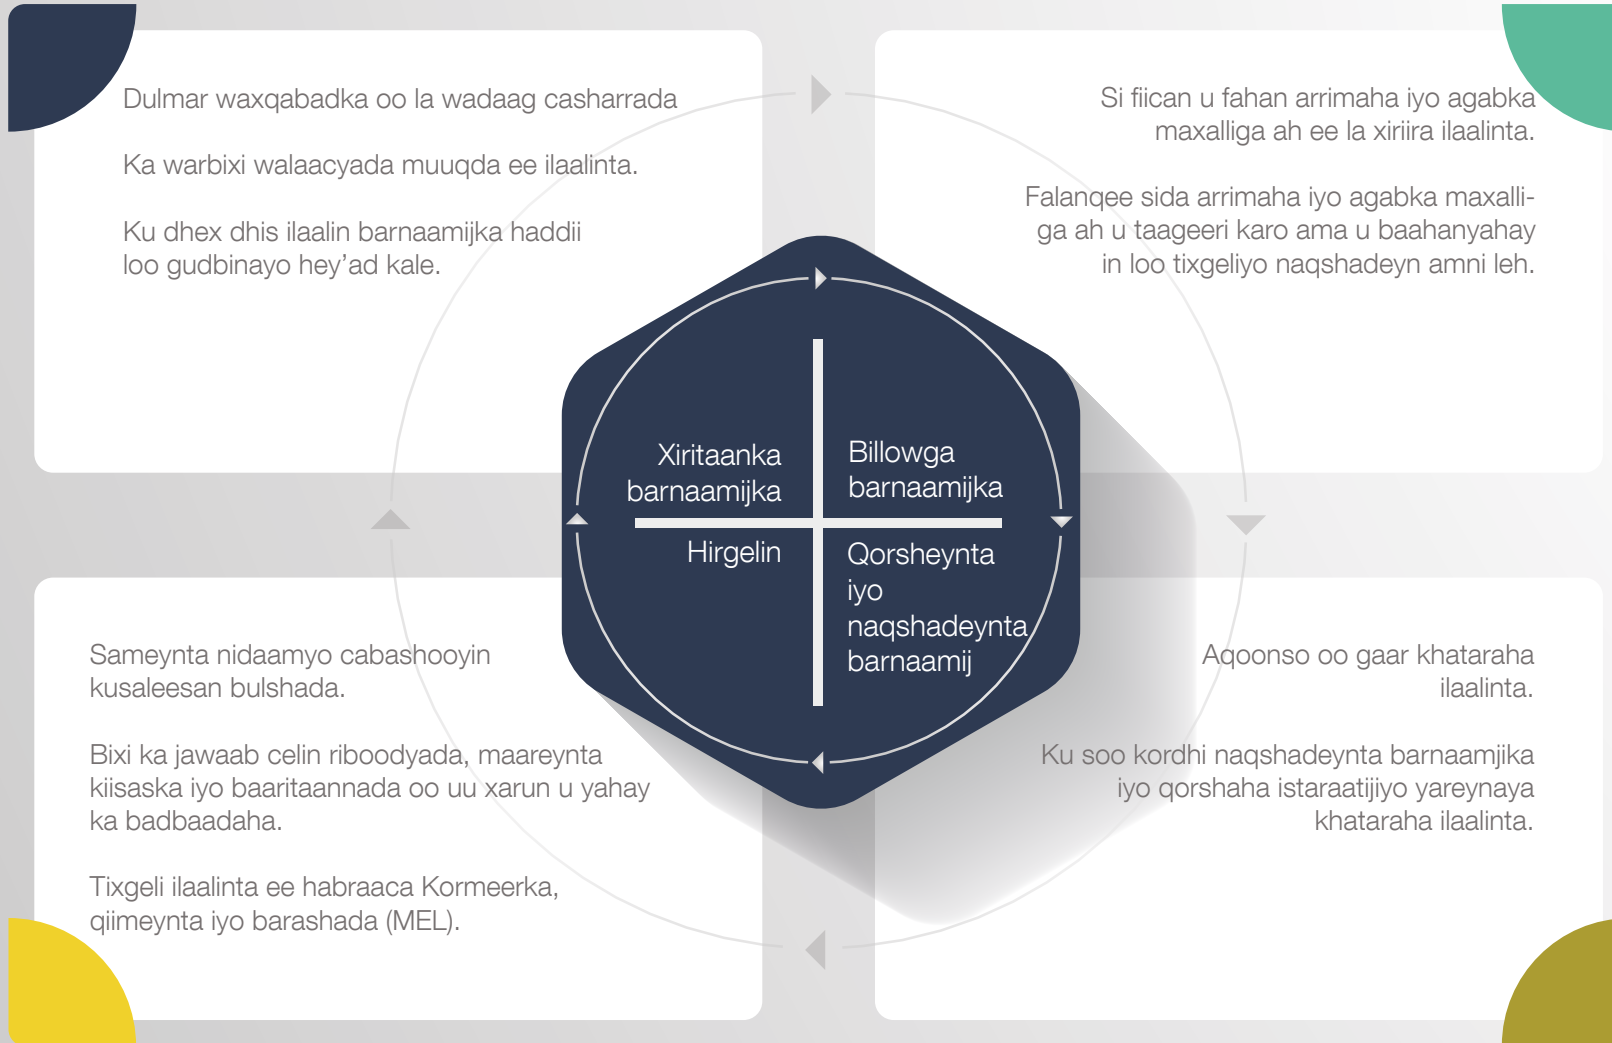 Dulmar waxqabadka oo la wadaag casharrada
Ka warbixi walaacyada muuqda ee ilaalinta.
Ku dhex dhis ilaalin barnaamijka haddii
loo gudbinayo hey’ad kale.
Si fiican u fahan arrimaha iyo agabka
maxalliga ah ee la xiriira ilaalinta.
Falanqee sida arrimaha iyo agabka maxalli-
ga ah u taageeri karo ama u baahanyahay
in loo tixgeliyo naqshadeyn amni leh.
Xiritaanka
barnaamijka
Billowga
barnaamijka
Hirgelin
Qorsheynta
iyo
naqshadeynta
barnaamij
Sameynta nidaamyo cabashooyin
kusaleesan bulshada.
Bixi ka jawaab celin riboodyada, maareynta
kiisaska iyo baaritaannada oo uu xarun u yahay
ka badbaadaha.
Tixgeli ilaalinta ee habraaca Kormeerka,
qiimeynta iyo barashada (MEL).
Aqoonso oo gaar khataraha
ilaalinta.
Ku soo kordhi naqshadeynta barnaamjika
iyo qorshaha istaraatijiyo yareynaya
khataraha ilaalinta.